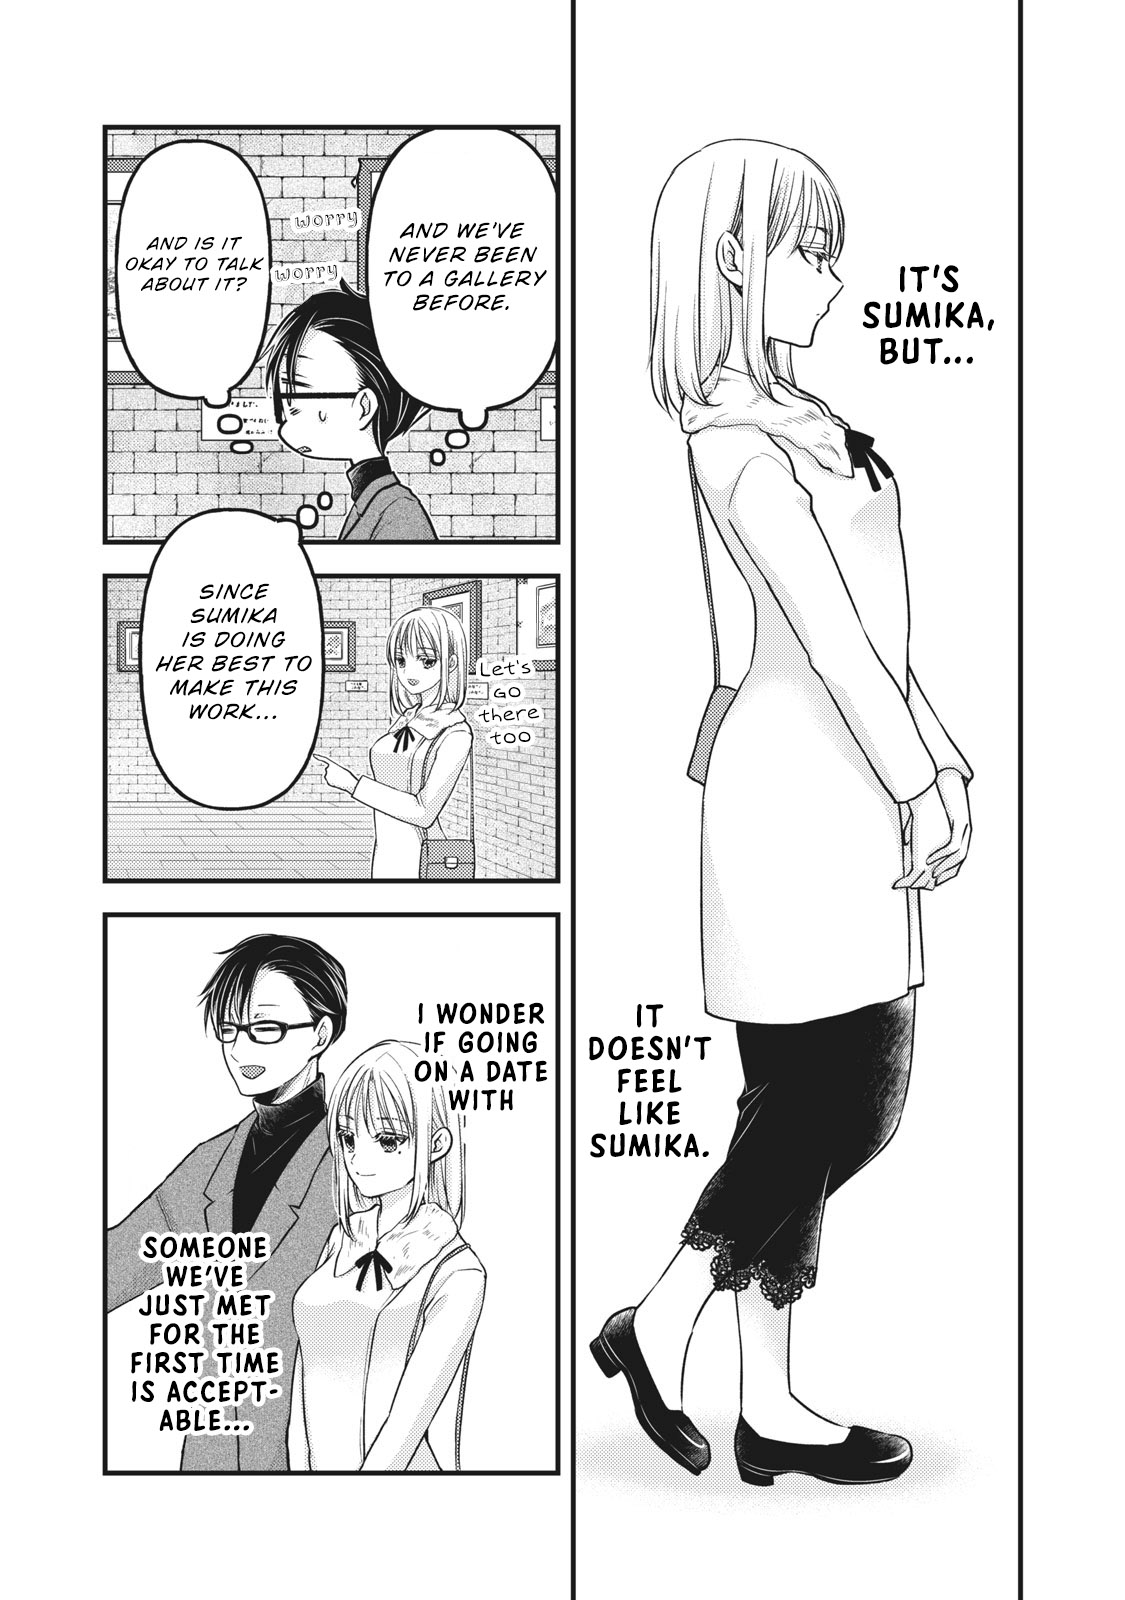 IT'S
SUMIKA,
BUT...
IT
DOESN'T
FEEL
LIKE
SUMIKA.
AND WE'VE
NEVER BEEN
TO A GALLERY
BEFORE.
worry
worry
AND IS IT
OKAY TO TALK
ABOUT IT?
SINCE
SUMIKA
IS DOING
HER BEST TO
MAKE THIS
WORK...
Let's
GO
there
too
I WONDER
IF GOING
ON A DATE
WITH
SOMEONE
WE'VE
JUST MET
FOR THE
FIRST TIME
IS ACCEPT-
ABLE...